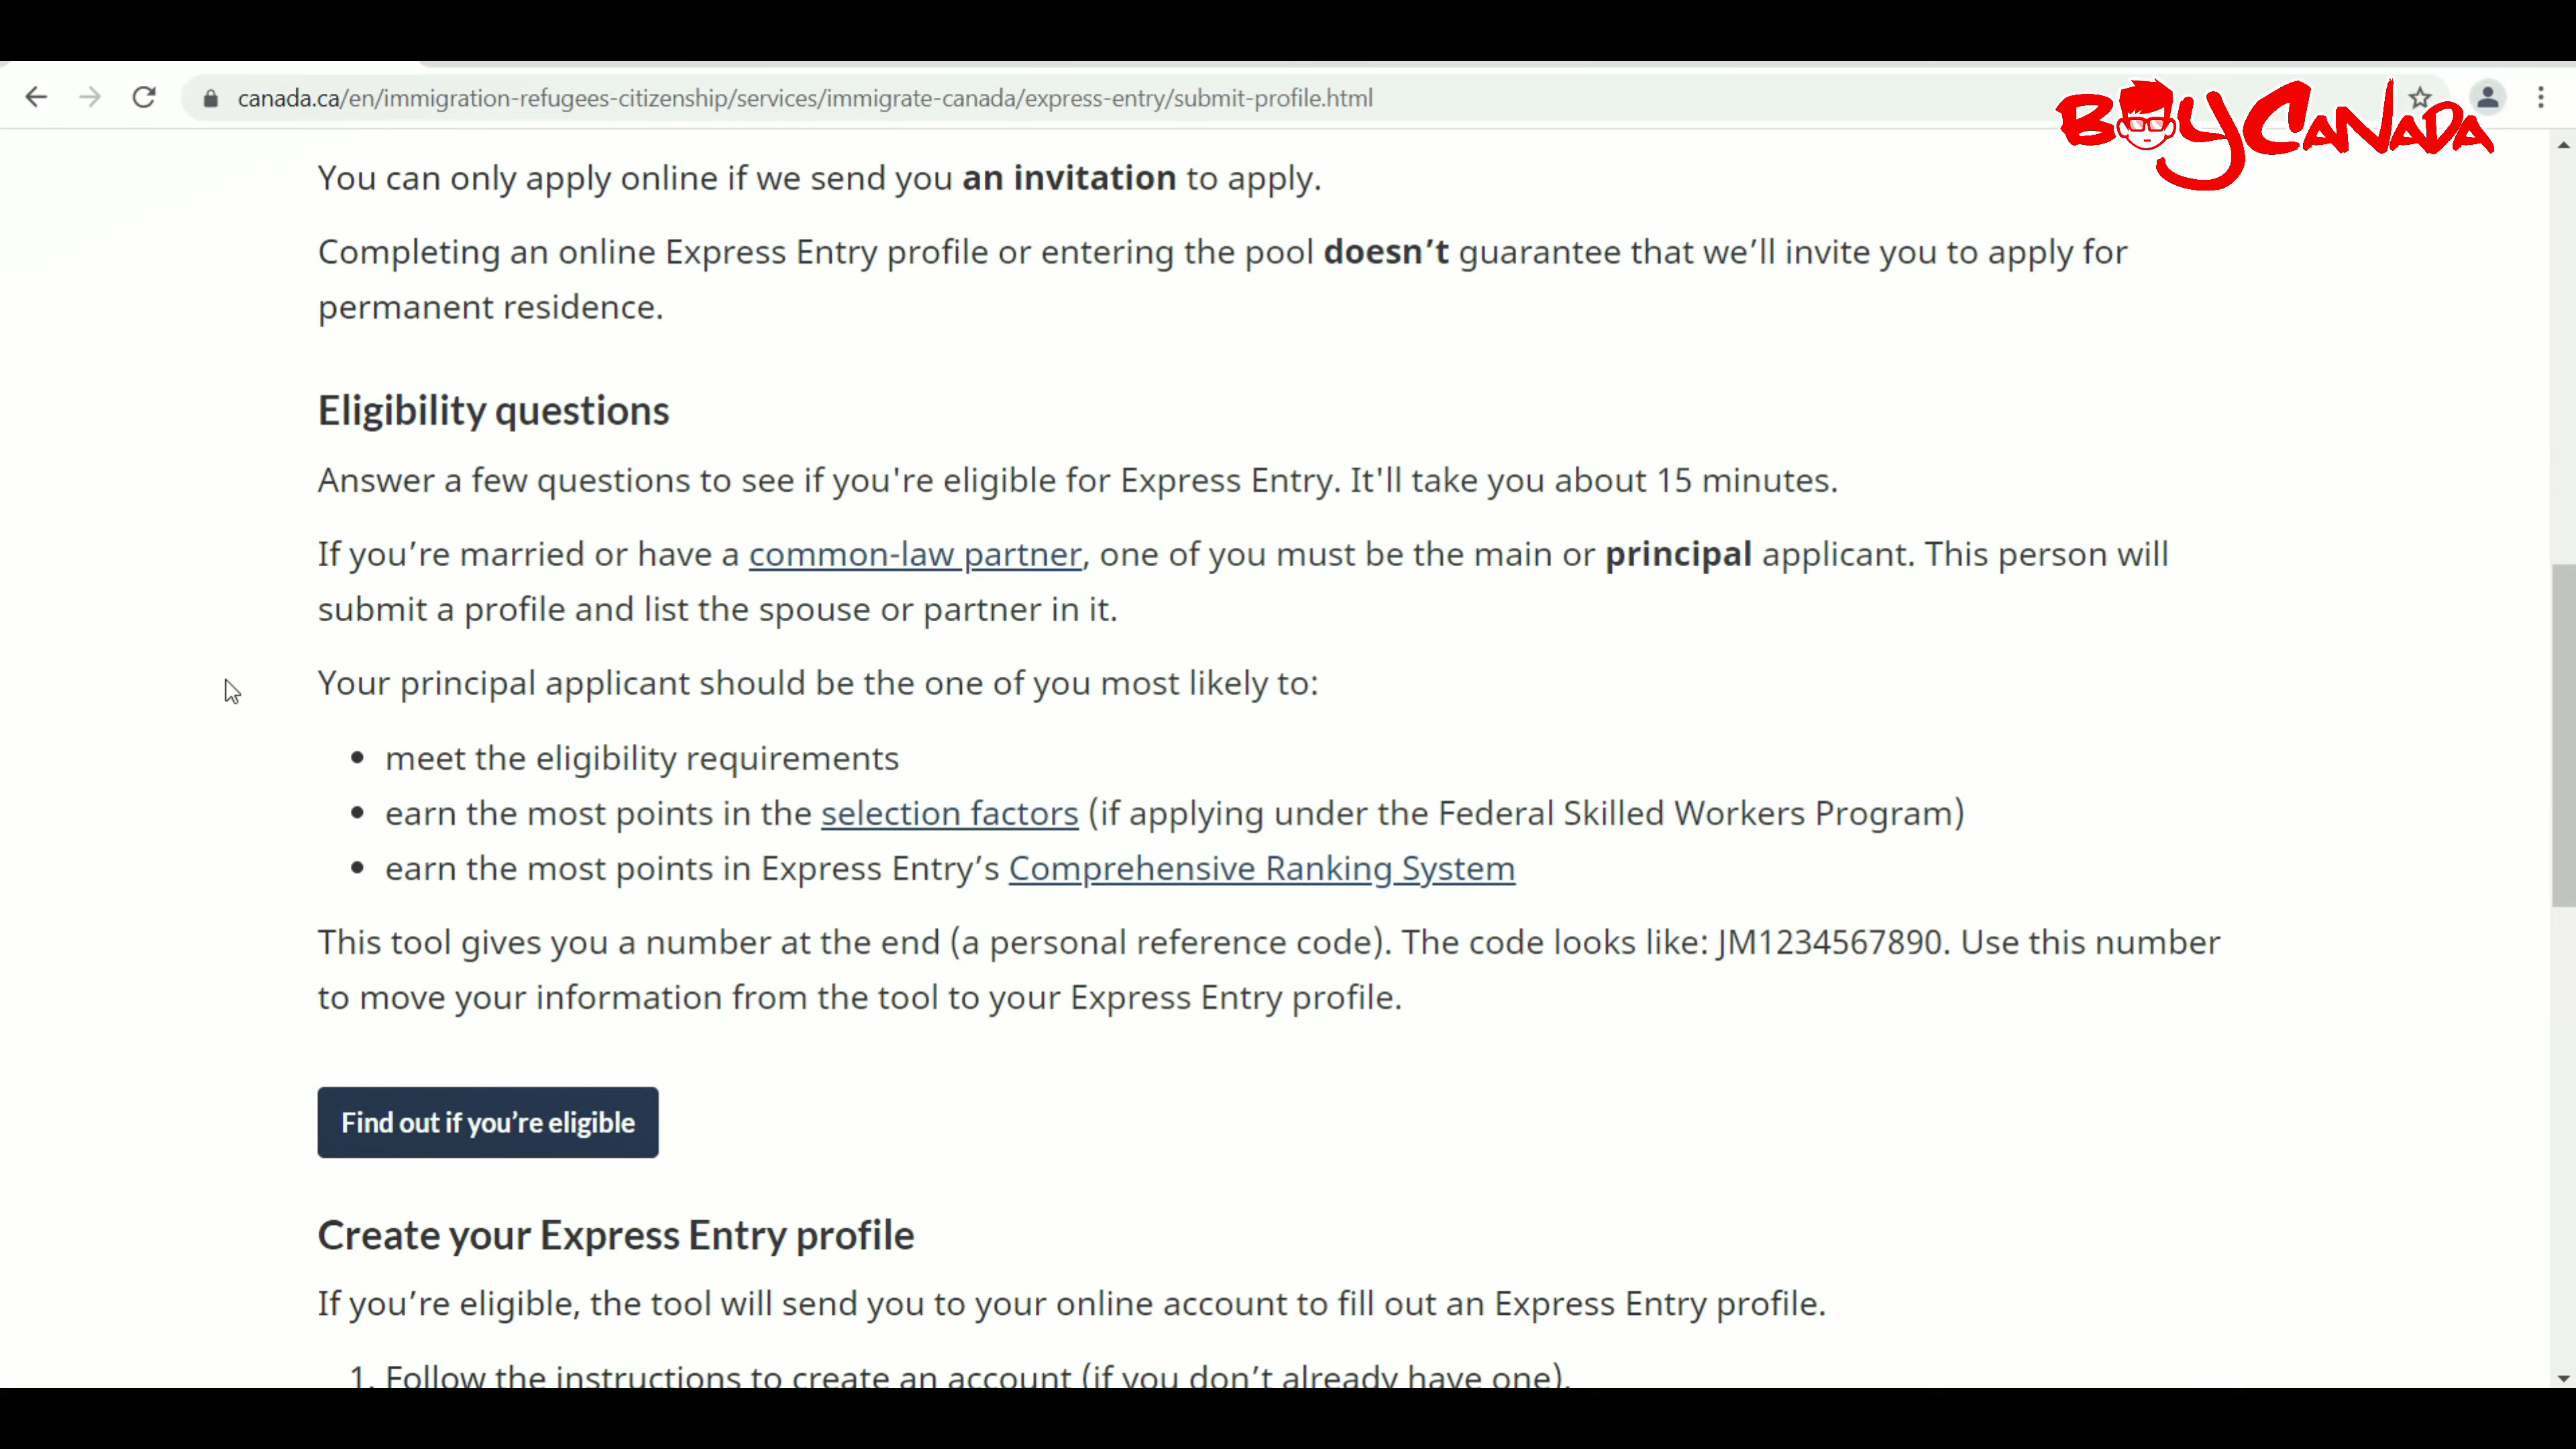 canada.ca/en/immigration-refugees-citizenship/services/immigrate-canada/express-entry/submit-profile.html
BOYCANADA
You can only apply online if we send you an invitation to apply.
Completing an online Express Entry profile or entering the pool doesn’t guarantee that we’ll invite you to apply for
permanent residence.
Eligibility questions
Answer a few questions to see if you're eligible for Express Entry. It'll take you about 15 minutes.
If you’re married or have a common-law partner, one of you must be the main or principal applicant. This person will
submit a profile and list the spouse or partner in it.
Your principal applicant should be the one of you most likely to:
• meet the eligibility requirements
• earn the most points in the selection factors (if applying under the Federal Skilled Workers Program)
• earn the most points in Express Entry’s Comprehensive Ranking System
This tool gives you a number at the end (a personal reference code). The code looks like: JM1234567890. Use this number
to move your information from the tool to your Express Entry profile.
Find out if you’re eligible
Create your Express Entry profile
If you’re eligible, the tool will send you to your online account to fill out an Express Entry profile.
1. Follow the instructions to create an account (if you don’t already have one).